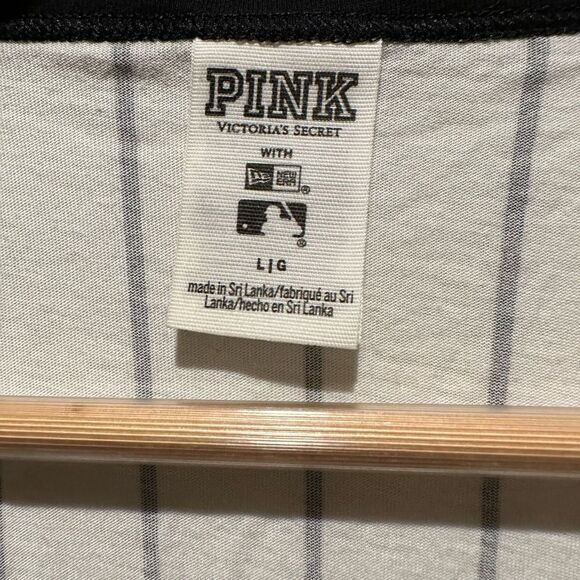 PINK
VICTORIA'S SECRET
WITH
NEW ERA ®
®
L|G
made in Sri Lanka/fabriqué au Sri
Lanka/hecho en Sri Lanka